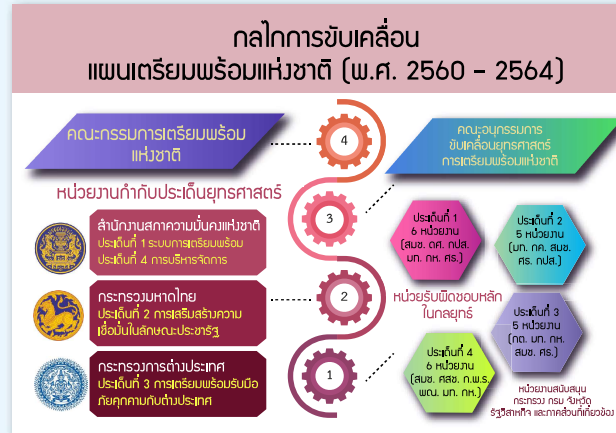 กลไกการขับเคลื่อน
แผนเตรียมพร้อมแห่งชาติ (พ.ศ. 2560 - 2564)
คณะกรรมการเตรียมพร้อม
แห่งชาติ
4
คณะอนุกรรมการ
ขับเคลื่อนยุทธศาสตร์
การเตรียมพร้อมแห่งชาติ
หน่วยงานกำกับประเด็นยุทธศาสตร์
3
สำนักงานสภาความมั่นคงแห่งชาติ
ประเด็นที่ 1 ระบบการเตรียมพร้อม
ประเด็นที่ 4 การบริหารจัดการ
ประเด็นที่ 1
6 หน่วยงาน
(สมช. ดศ. กปส.
มท. กห. ศร.)
ประเด็นที่ 2
5 หน่วยงาน
(มท. กค. สมช.
ศร. กปส.)
2
กระทรวงมหาดไทย
ประเด็นที่ 2 การเสริมสร้างความ
เชื่อมั่นในลักษณะประชารัฐ
หน่วยรับผิดชอบหลัก
ในกลยุทธ์
ประเด็นที่ 3
5 หน่วยงาน
(กต. มท. กห.
สมช. ศร.)
1
กระทรวงการต่างประเทศ
ประเด็นที่ 3 การเตรียมพร้อมรับมือ
ภัยคุกคามกับต่างประเทศ
ประเด็นที่ 4
6 หน่วยงาน
(สมช. ศสช. ก.พ.ร.
พณ. มท. กห.)
หน่วยงานสนับสนุน
กระทรวง กรม จังหวัด
รัฐวิสาหกิจ และภาคส่วนที่เกี่ยวข้อง